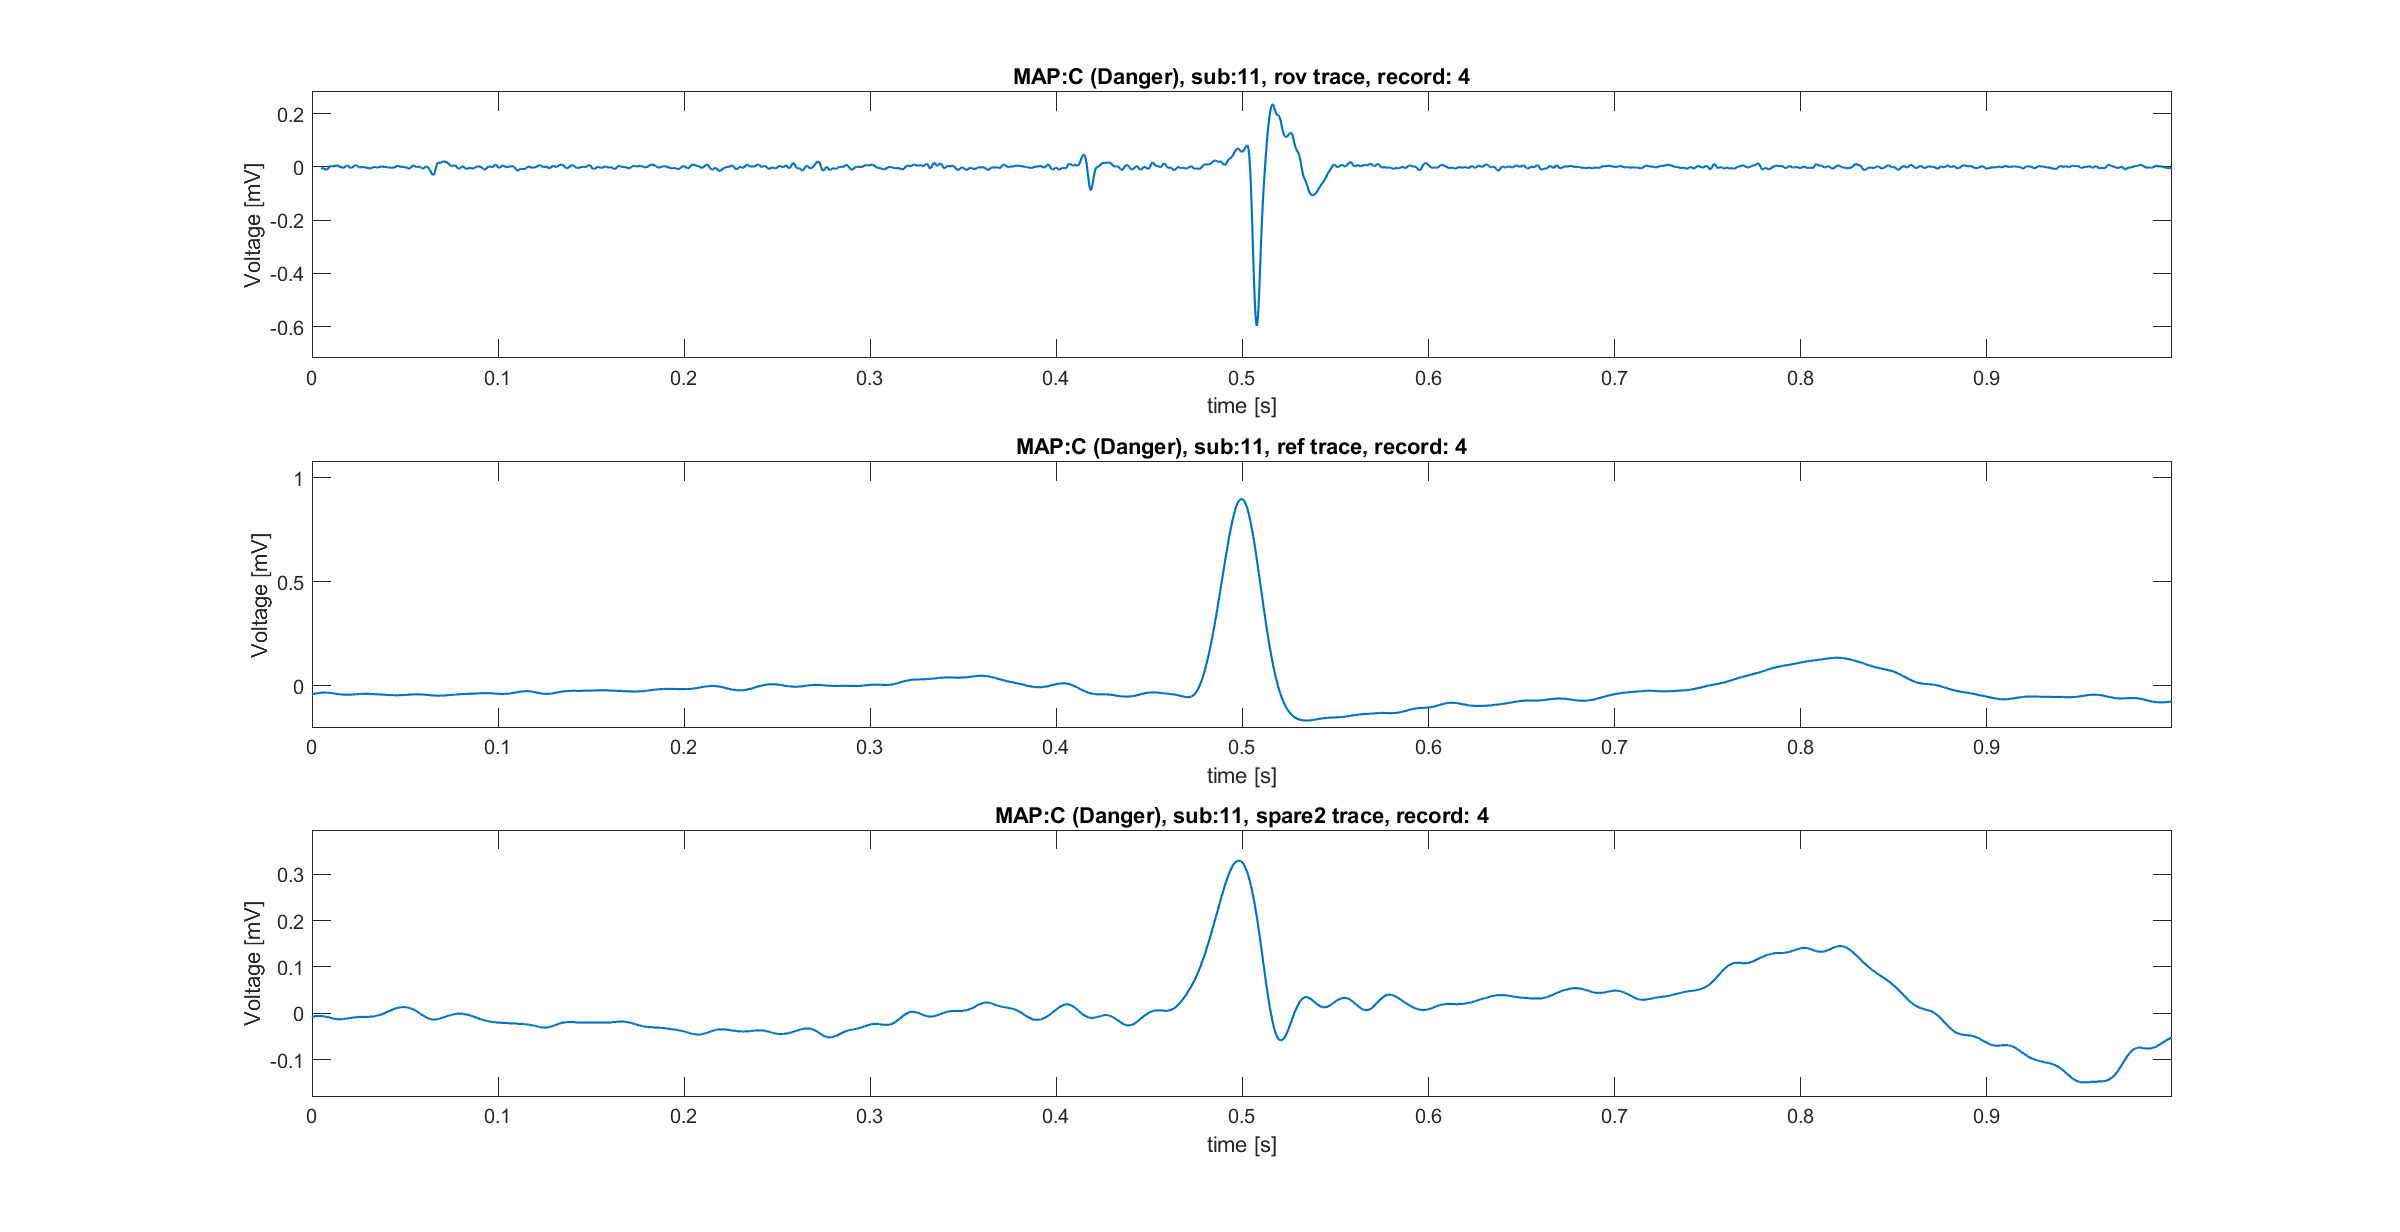 MAP:C (Danger), sub:11, rov trace, record: 4
0.2
0
-0.2
-0.4
-0.6
Voltage [mV]
0 0.1 0.2 0.3 0.4 0.5 0.6 0.7 0.8 0.9
time [s]
MAP:C (Danger), sub:11, ref trace, record: 4
1
0.5
0
Voltage [mV]
0 0.1 0.2 0.3 0.4 0.5 0.6 0.7 0.8 0.9
time [s]
MAP:C (Danger), sub:11, spare2 trace, record: 4
0.3
0.2
0.1
0
-0.1
Voltage [mV]
0 0.1 0.2 0.3 0.4 0.5 0.6 0.7 0.8 0.9
time [s]